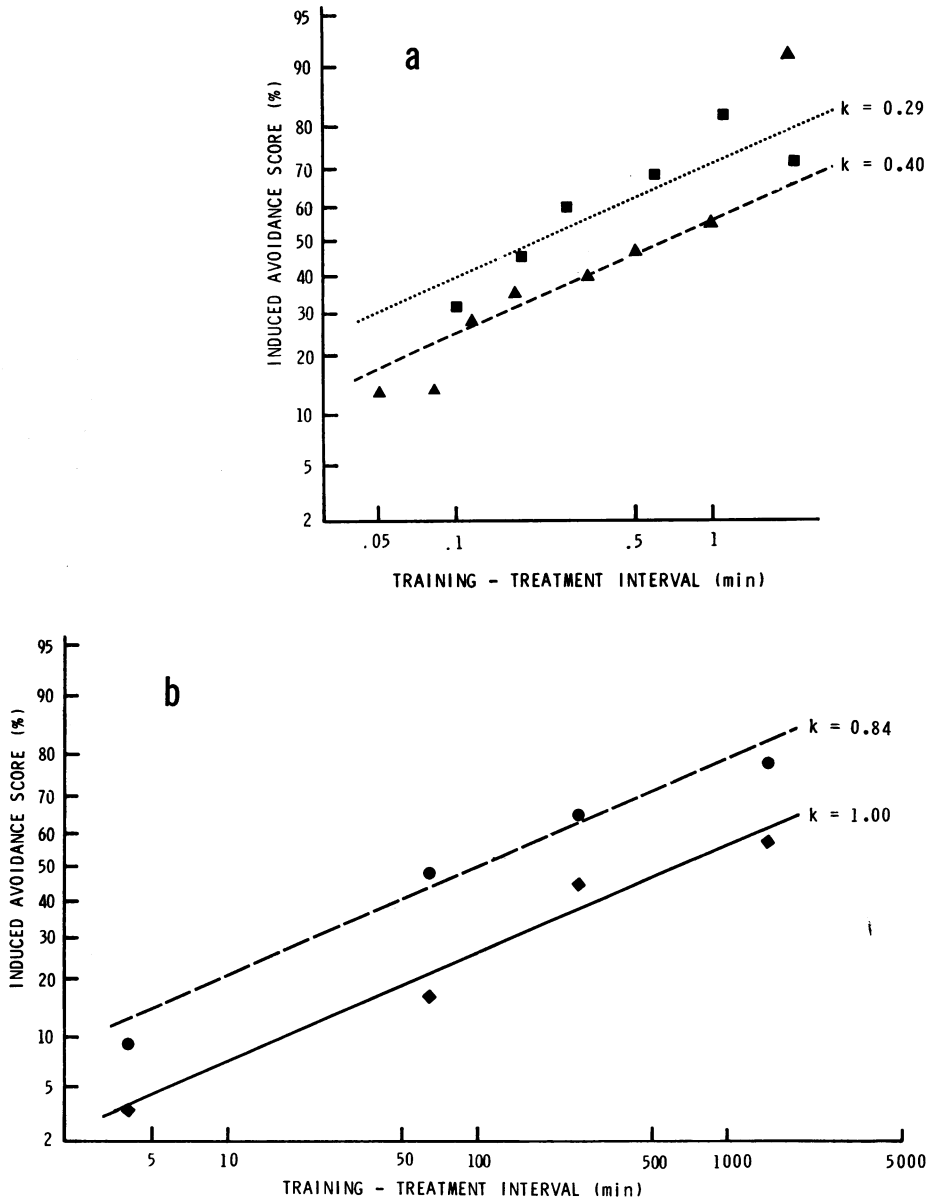 a
INDUCED AVOIDANCE SCORE (%)
95
90
80
70
60
50
40
30
20
10
5
2
k = 0.29
k = 0.40
.05 .1 .5 1
TRAINING - TREATMENT INTERVAL (min)
b
INDUCED AVOIDANCE SCORE (%)
95
90
80
70
60
50
40
30
20
10
5
2
k = 0.84
k = 1.00
5 10 50 100 500 1000 5000
TRAINING - TREATMENT INTERVAL (min)